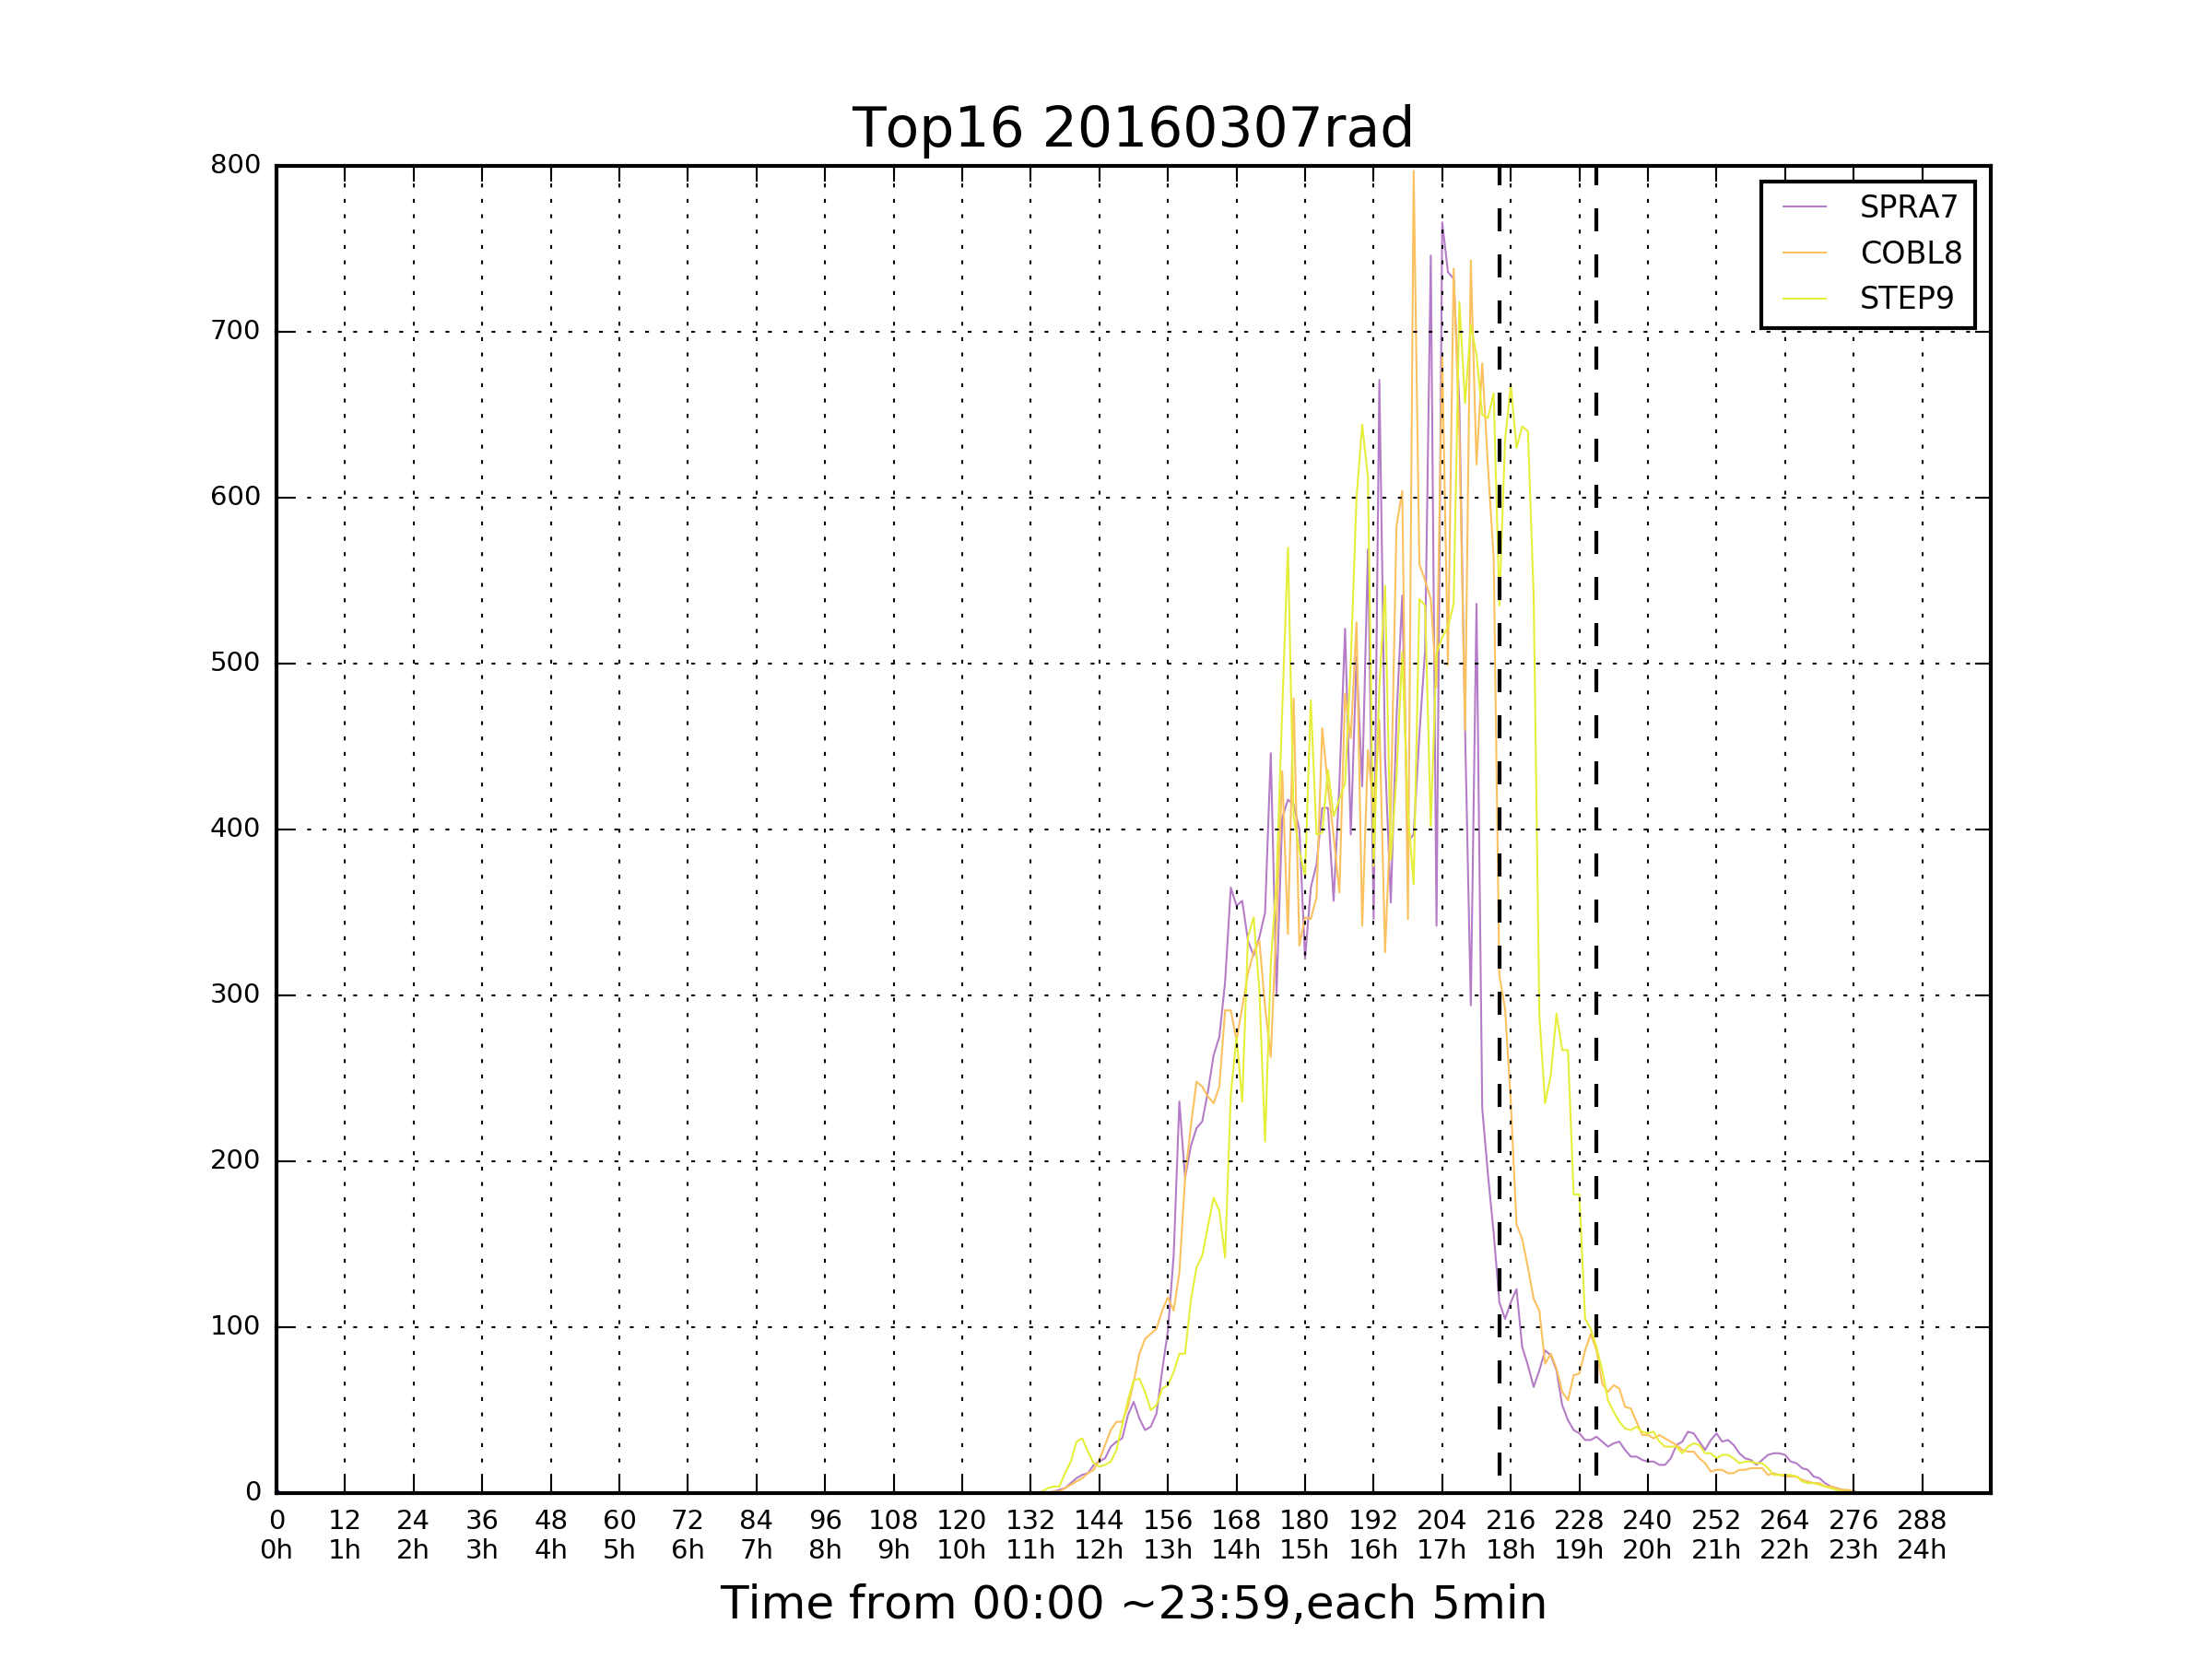 Top16 20160307rad
800
700
600
500
400
300
200
100
0
SPRA7
COBL8
STEP9
0 12 24 36 48 60 72 84 96 108 120 132 144 156 168 180 192 204 216 228 240 252 264 276 288
0h 1h 2h 3h 4h 5h 6h 7h 8h 9h 10h 11h 12h 13h 14h 15h 16h 17h 18h 19h 20h 21h 22h 23h 24h
Time from 00:00 ~23:59,each 5min